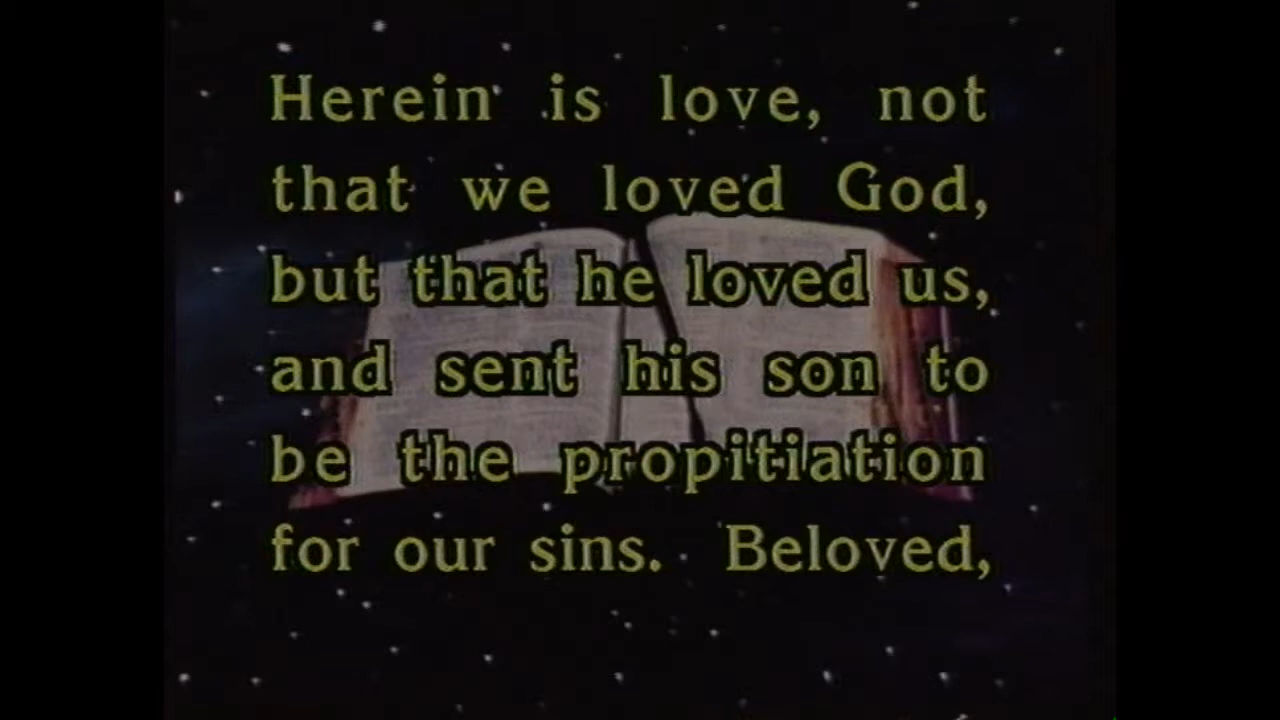 Herein is love, not
that we loved God,
but that he loved us,
and sent his son to
be the propitiation
for our sins. Beloved,